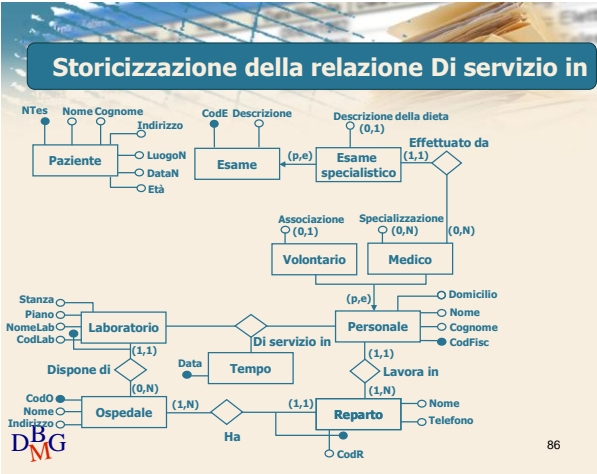 Storicizzazione della relazione Di servizio in
NTes
Nome Cognome
Indirizzo
Paziente
LuogoN
DataN
Età
CodE Descrizione
Esame
(p,e)
Descrizione della dieta
(0,1)
Esame
specialistico
(1,1)
Effettuato da
(0,N)
Associazione
(0,1)
Volontario
Specializzazione
(0,N)
Medico
(p,e)
Stanza
Piano
NomeLab
CodLab
Laboratorio
Di servizio in
Data
Tempo
Personale
Domicilio
Nome
Cognome
CodFisc
(1,1)
Dispone di
(0,N)
(1,1)
Lavora in
(1,N)
CodO
Nome
Indirizzo
Ospedale
(1,N)
Ha
(1,1)
Reparto
Nome
Telefono
CodR
DBMG
86